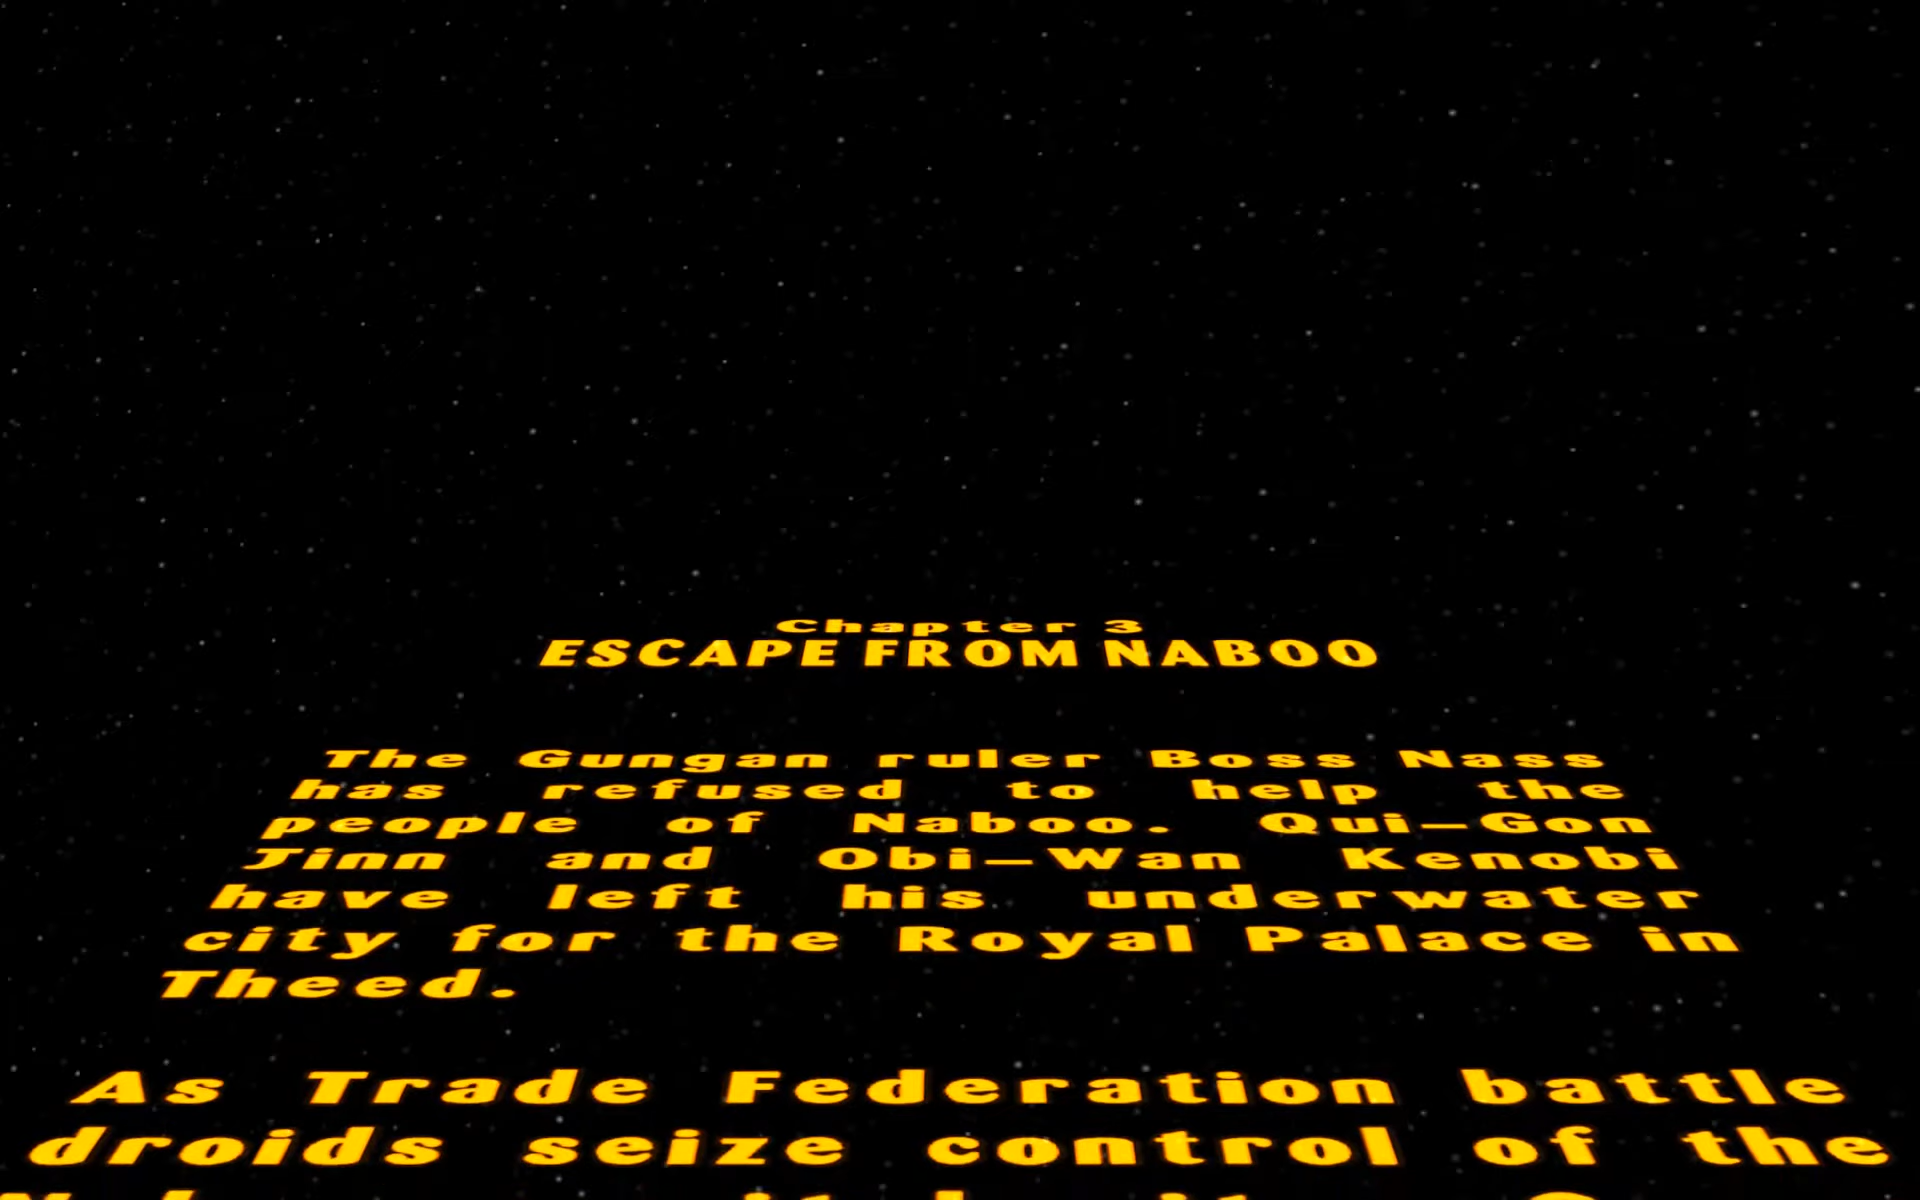 Chapter 3
ESCAPE FROM NABOO
The Gungan ruler Boss Nass
has refused to help the
people of Naboo. Qui-Gon
Jinn and Obi-Wan Kenobi
have left his underwater
city for the Royal Palace in
Theed.
As Trade Federation battle
droids seize control of the